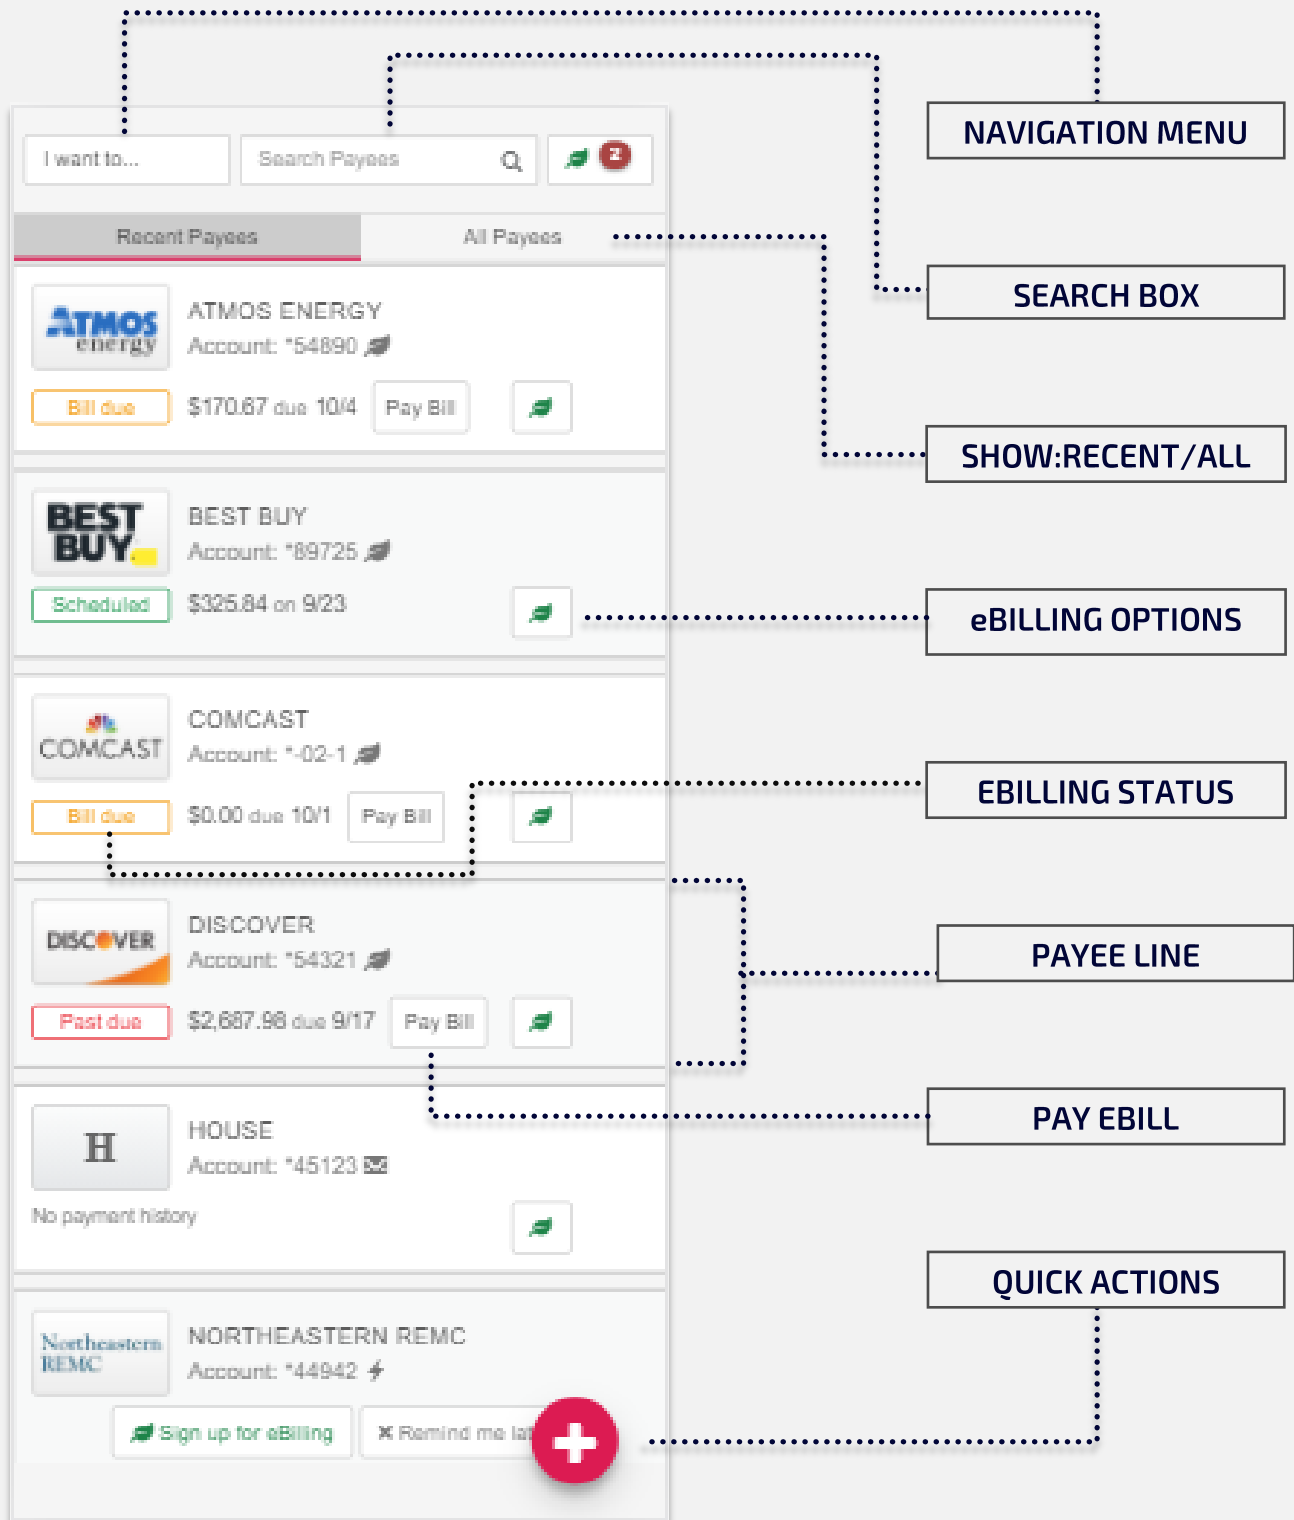 NAVIGATION MENU
I want to...
Search Payees
2
Recent Payees
All Payees
SEARCH BOX
ATMOS energy
ATMOS ENERGY
Account: *54890
Bill due
$170.67 due 10/4
Pay Bill
SHOW:RECENT/ALL
BEST BUY
BEST BUY
Account: *89725
Scheduled
$325.84 on 9/23
eBILLING OPTIONS
COMCAST
COMCAST
Account: *-02-1
Bill due
$0.00 due 10/1
Pay Bill
EBILLING STATUS
DISCOVER
DISCOVER
Account: *54321
Past due
$2,687.98 due 9/17
Pay Bill
PAYEE LINE
PAY EBILL
H
HOUSE
Account: *45123
No payment history
QUICK ACTIONS
Northeastern REMC
NORTHEASTERN REMC
Account: *44942
Sign up for eBilling
Remind me lat